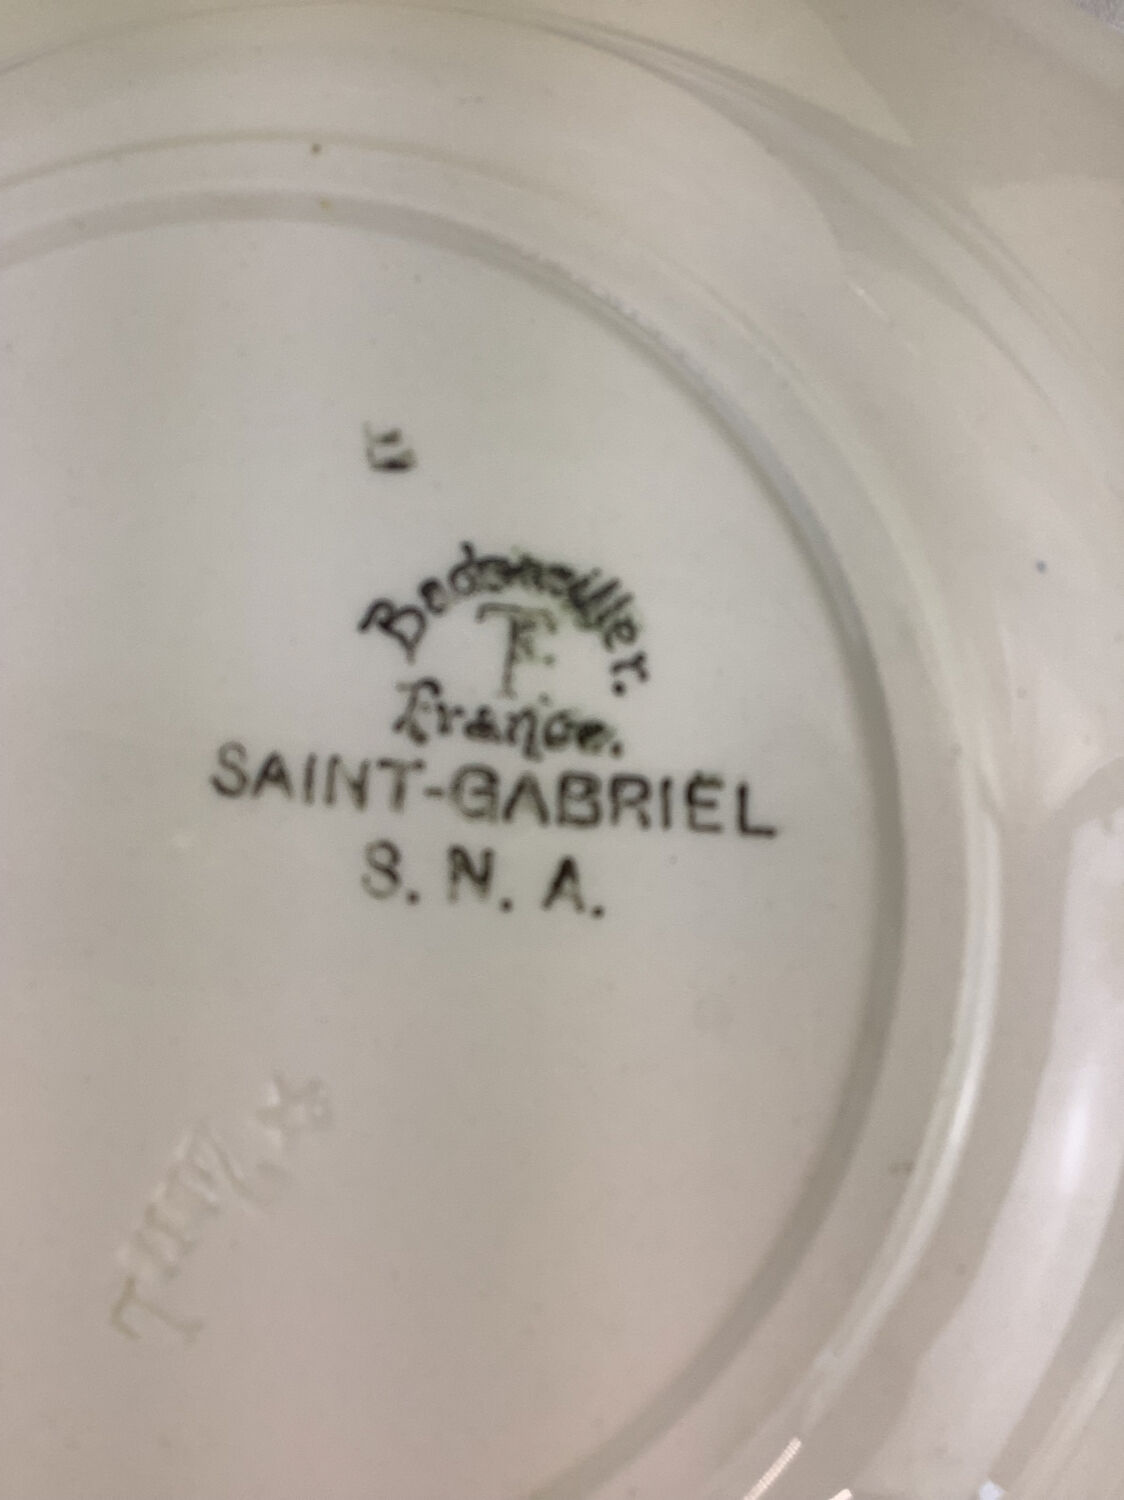 Badonviller.
T F.
France.
SAINT-GABRIEL
S. N. A.